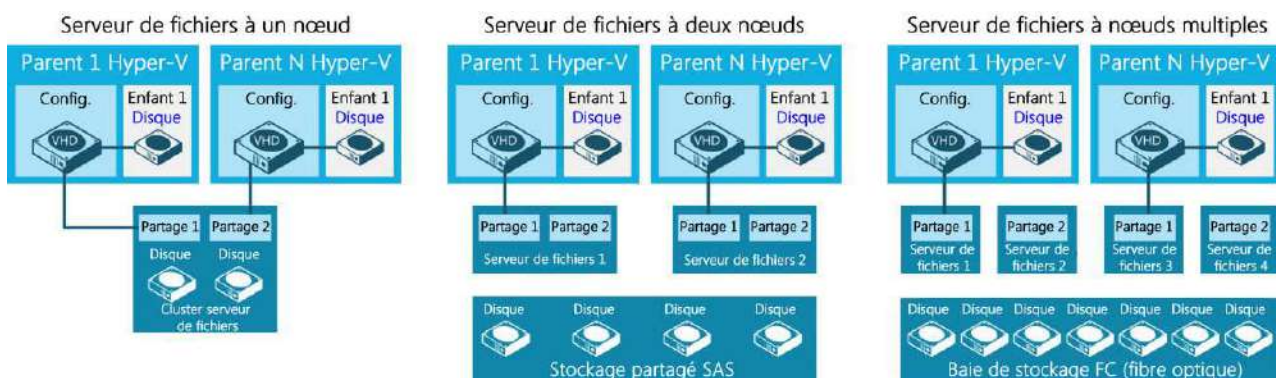 Serveur de fichiers à un nœud
Parent 1 Hyper-V
Parent N Hyper-V
Config.
Enfant 1
Disque
VHD
Config.
Enfant 1
Disque
VHD
Partage 1
Partage 2
Disque
Disque
Cluster serveur
de fichiers
Serveur de fichiers à deux nœuds
Parent 1 Hyper-V
Parent N Hyper-V
Config.
Enfant 1
Disque
VHD
Config.
Enfant 1
Disque
VHD
Partage 1
Partage 2
Serveur de fichiers 1
Partage 1
Partage 2
Serveur de fichiers 2
Disque
Disque
Disque
Disque
Stockage partagé SAS
Serveur de fichiers à nœuds multiples
Parent 1 Hyper-V
Parent N Hyper-V
Config.
Enfant 1
Disque
VHD
Config.
Enfant 1
Disque
VHD
Partage 1
Serveur de
fichiers 1
Partage 2
Serveur de
fichiers 2
Partage 1
Serveur de
fichiers 3
Partage 2
Serveur de
fichiers 4
Disque
Disque
Disque
Disque
Disque
Disque
Disque
Baie de stockage FC (fibre optique)